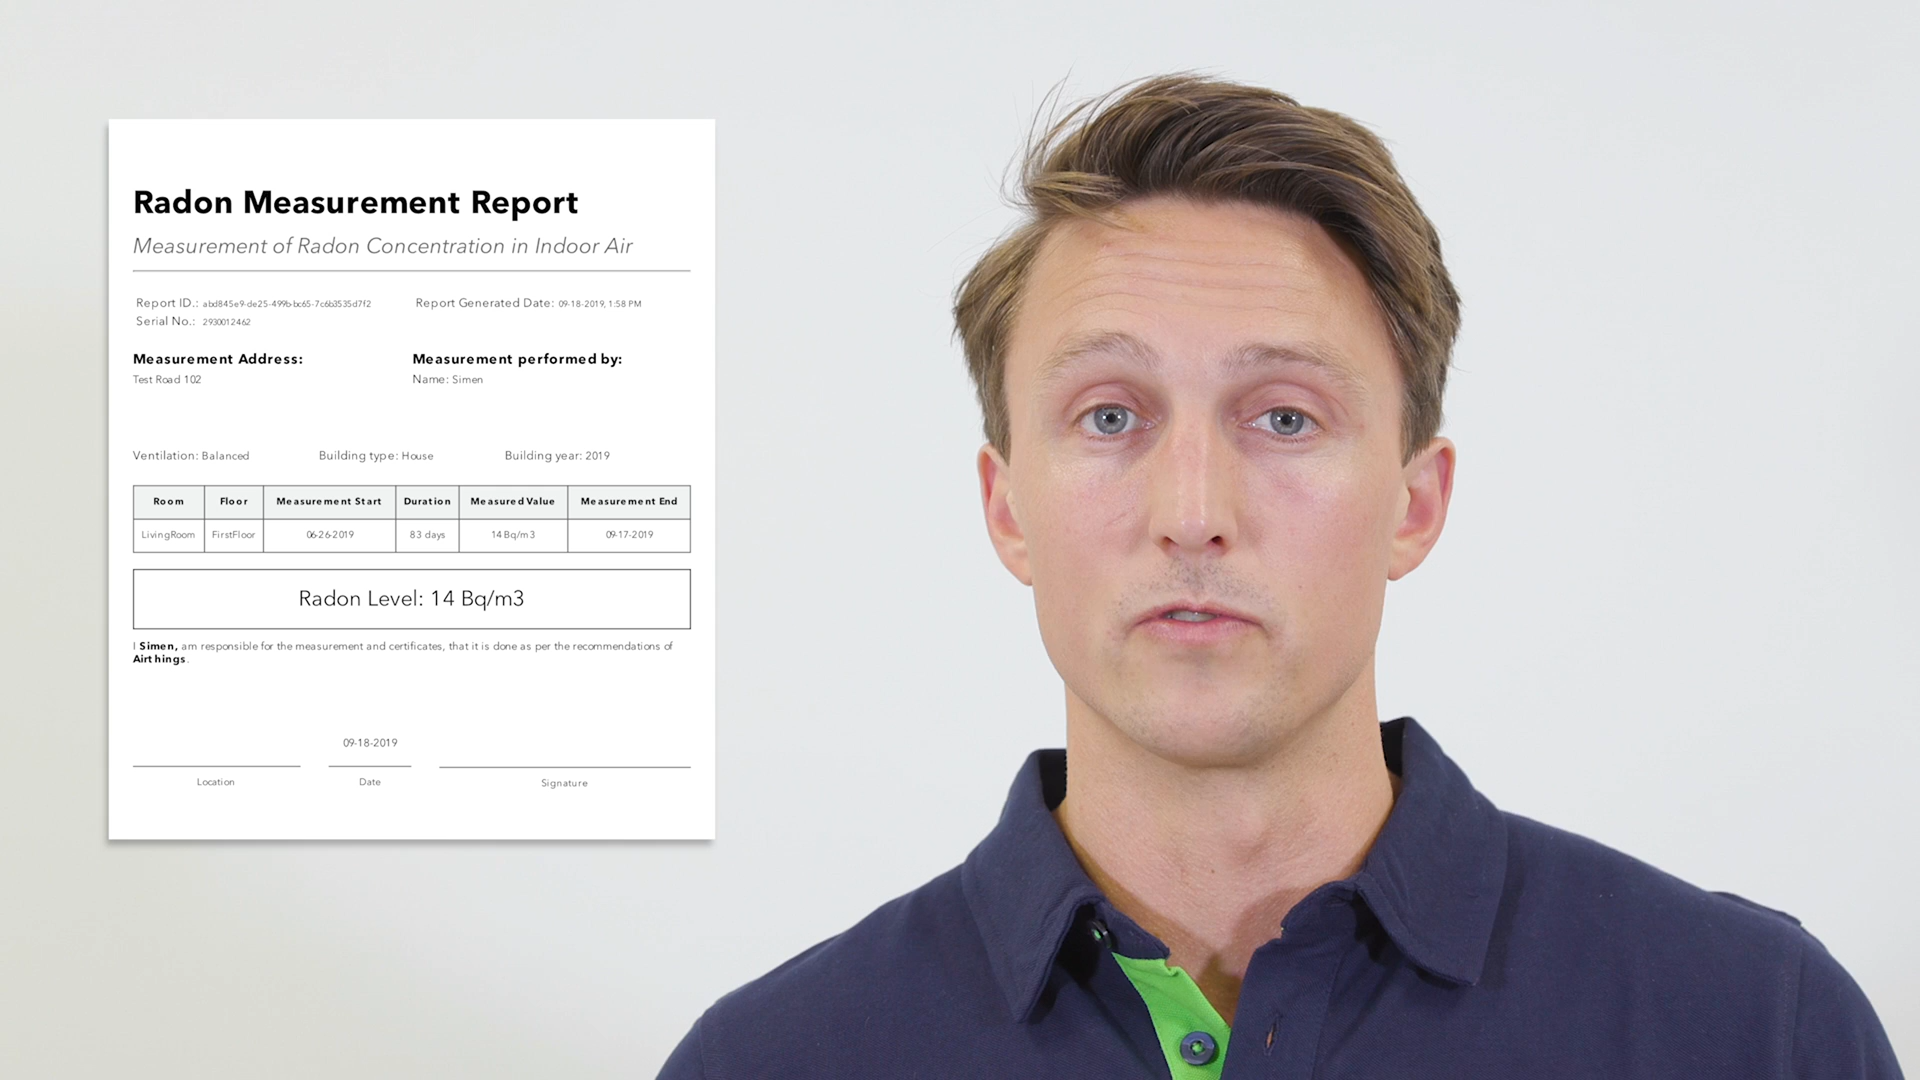 Radon Measurement Report
Measurement of Radon Concentration in Indoor Air
Report ID.: abd845e9-de25-499b-bc65-7c6b3535d7f2 Report Generated Date: 09-18-2019, 1:58 PM
Serial No.: 2930012462
Measurement Address: Measurement performed by:
Test Road 102 Name: Simen
Ventilation: Balanced Building type: House Building year: 2019
Room Floor Measurement Start Duration Measured Value Measurement End
LivingRoom FirstFloor 06-26-2019 83 days 14 Bq/m3 09-17-2019
Radon Level: 14 Bq/m3
I Simen, am responsible for the measurement and certificates, that it is done as per the recommendations of
Airthings.
09-18-2019
Location Date Signature